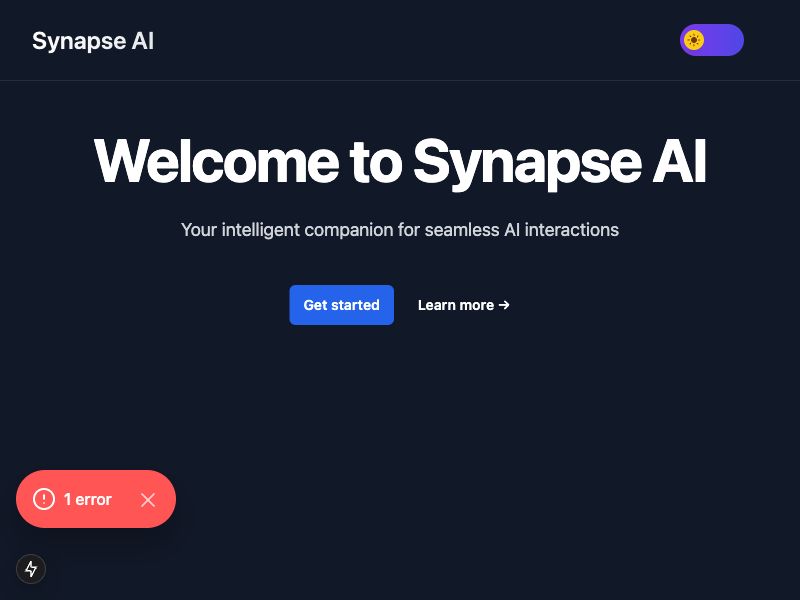 Synapse AI
Welcome to Synapse AI
Your intelligent companion for seamless AI interactions
Get started
Learn more →
1 error